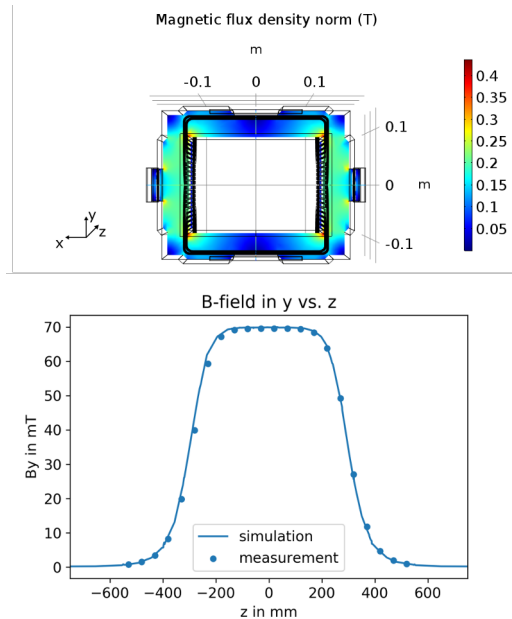 Magnetic flux density norm (T)
m
-0.1 0 0.1
0.4
0.35
0.3
0.25
0.2
0.15
0.1
0.05
0.1
0 m
-0.1
y
x z
B-field in y vs. z
By in mT
70
60
50
40
30
20
10
0
simulation
measurement
−600 −400 −200 0 200 400 600
z in mm